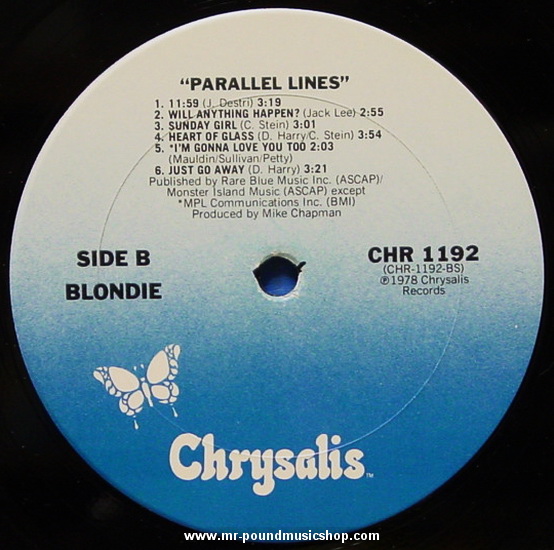 "PARALLEL LINES"
1. 11:59 (J. Destri) 3:19
2. WILL ANYTHING HAPPEN? (Jack Lee) 2:55
3. SUNDAY GIRL (C. Stein) 3:01
4. HEART OF GLASS (D. Harry/C. Stein) 3:54
5. *I'M GONNA LOVE YOU TOO 2:03
(Mauldin/Sullivan/Petty)
6. JUST GO AWAY (D. Harry) 3:21
Published by Rare Blue Music Inc. (ASCAP)/
Monster Island Music (ASCAP) except
*MPL Communications Inc. (BMI)
Produced by Mike Chapman
SIDE B
BLONDIE
CHR 1192
(CHR-1192-BS)
℗1978 Chrysalis
Records
Chrysalis™
www.mr-poundmusicshop.com